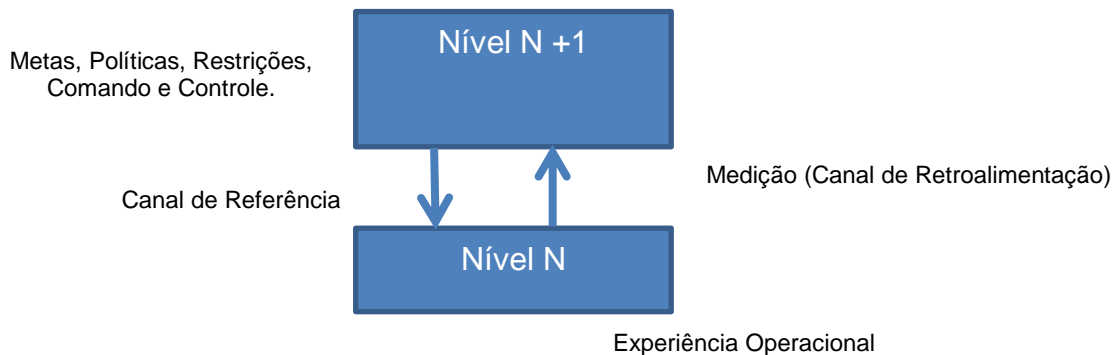 Nível N +1
Metas, Políticas, Restrições,
Comando e Controle.
Medição (Canal de Retroalimentação)
Canal de Referência
Nível N
Experiência Operacional